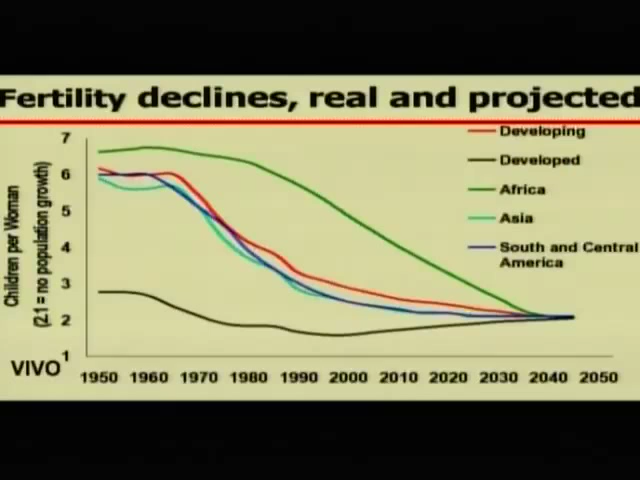 Fertility declines, real and projected
Children per Woman
(2.1 = no population growth)
7
6
5
4
3
2
1
VIVO
1950 1960 1970 1980 1990 2000 2010 2020 2030 2040 2050
Developing
Developed
Africa
Asia
South and Central
America